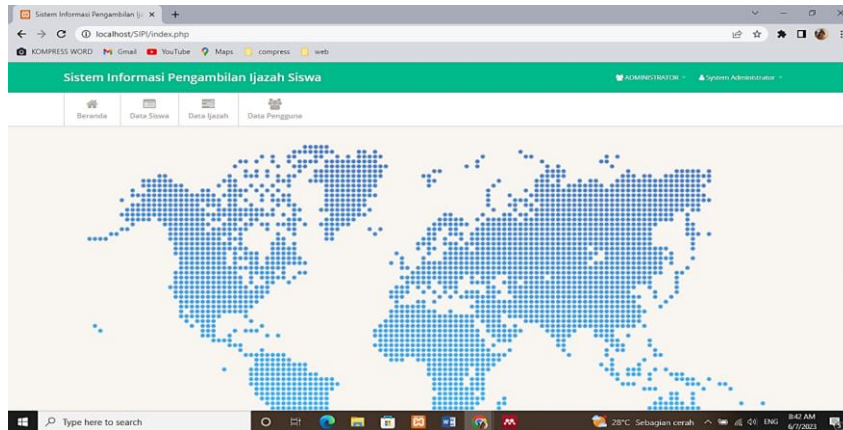 Sistem Informasi Pengambilan Ij
localhost/SIPI/index.php
KOMPRESS WORD Gmail YouTube Maps compress web
Sistem Informasi Pengambilan Ijazah Siswa
ADMINISTRATOR System Administrator
Beranda Data Siswa Data Ijazah Data Pengguna
Type here to search
28°C Sebagian cerah ENG
8:42 AM
6/7/2023